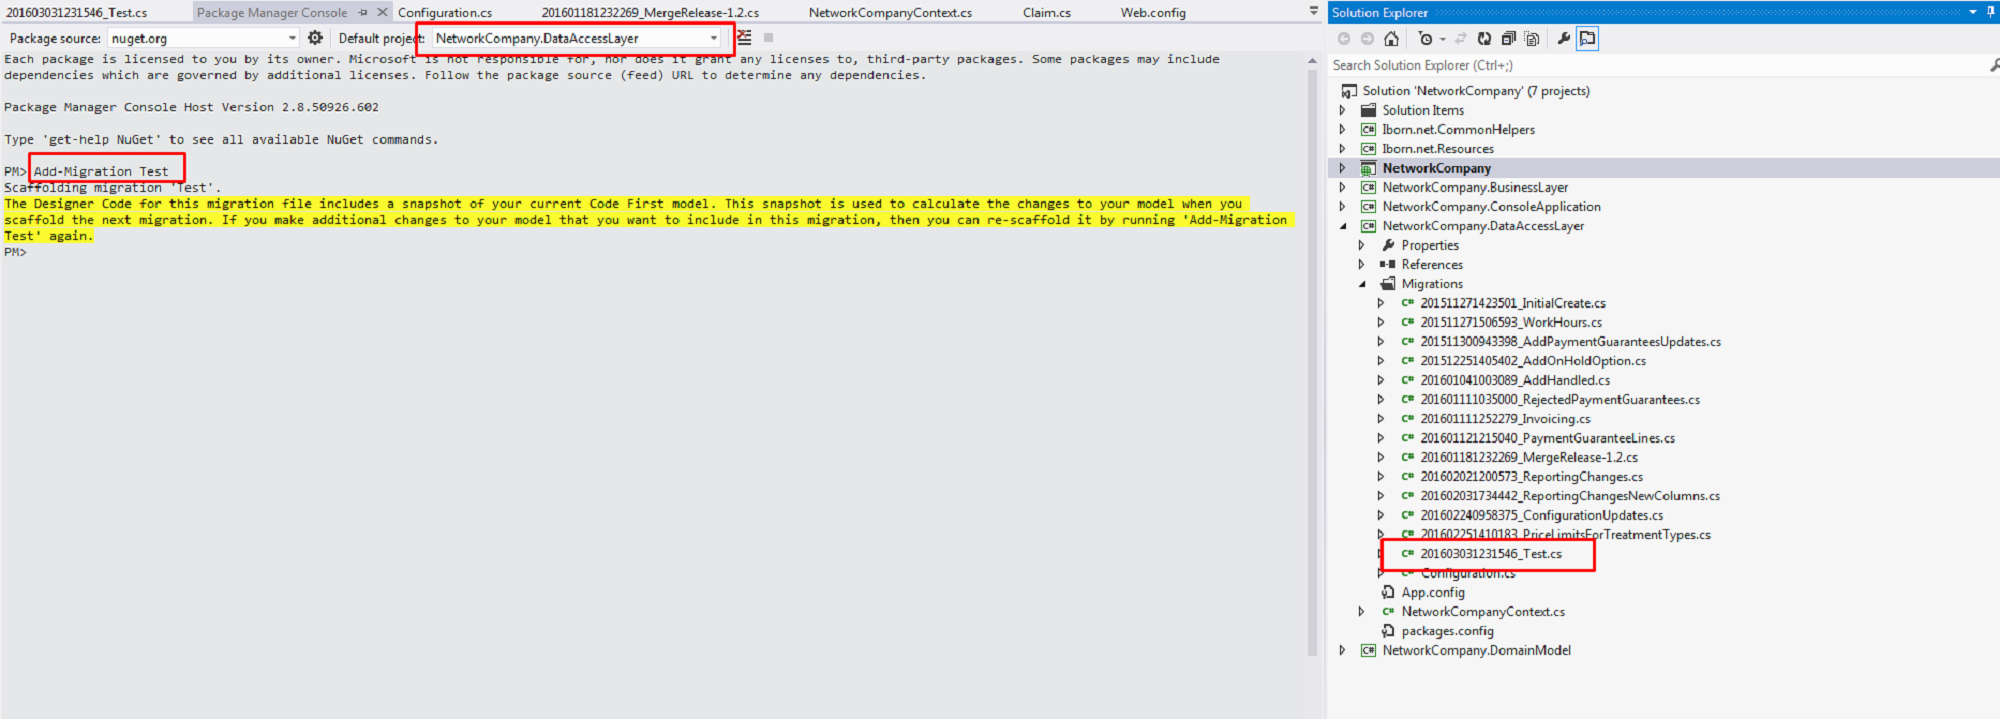 201603031231546_Test.cs Package Manager Console Configuration.cs 201601181232269_MergeRelease-1.2.cs NetworkCompanyContext.cs Claim.cs Web.config
Package source: nuget.org Default project: NetworkCompany.DataAccessLayer
Each package is licensed to you by its owner. Microsoft is not responsible for, nor does it grant any licenses to, third-party packages. Some packages may include
dependencies which are governed by additional licenses. Follow the package source (feed) URL to determine any dependencies.
Package Manager Console Host Version 2.8.50926.602
Type 'get-help NuGet' to see all available NuGet commands.
PM> Add-Migration Test
Scaffolding migration 'Test'.
The Designer Code for this migration file includes a snapshot of your current Code First model. This snapshot is used to calculate the changes to your model when you
scaffold the next migration. If you make additional changes to your model that you want to include in this migration, then you can re-scaffold it by running 'Add-Migration
Test' again.
PM>
Solution Explorer
Search Solution Explorer (Ctrl+;)
Solution 'NetworkCompany' (7 projects)
Solution Items
Iborn.net.CommonHelpers
Iborn.net.Resources
NetworkCompany
NetworkCompany.BusinessLayer
NetworkCompany.ConsoleApplication
NetworkCompany.DataAccessLayer
Properties
References
Migrations
201511271423501_InitialCreate.cs
201511271506593_WorkHours.cs
201511300943398_AddPaymentGuaranteesUpdates.cs
201512251405402_AddOnHoldOption.cs
201601041003089_AddHandled.cs
201601111035000_RejectedPaymentGuarantees.cs
201601111252279_Invoicing.cs
201601121215040_PaymentGuaranteeLines.cs
201601181232269_MergeRelease-1.2.cs
201602021200573_ReportingChanges.cs
201602031734442_ReportingChangesNewColumns.cs
201602240958375_ConfigurationUpdates.cs
201602251410183_PriceLimitsForTreatmentTypes.cs
201603031231546_Test.cs
Configuration.cs
App.config
NetworkCompanyContext.cs
packages.config
NetworkCompany.DomainModel